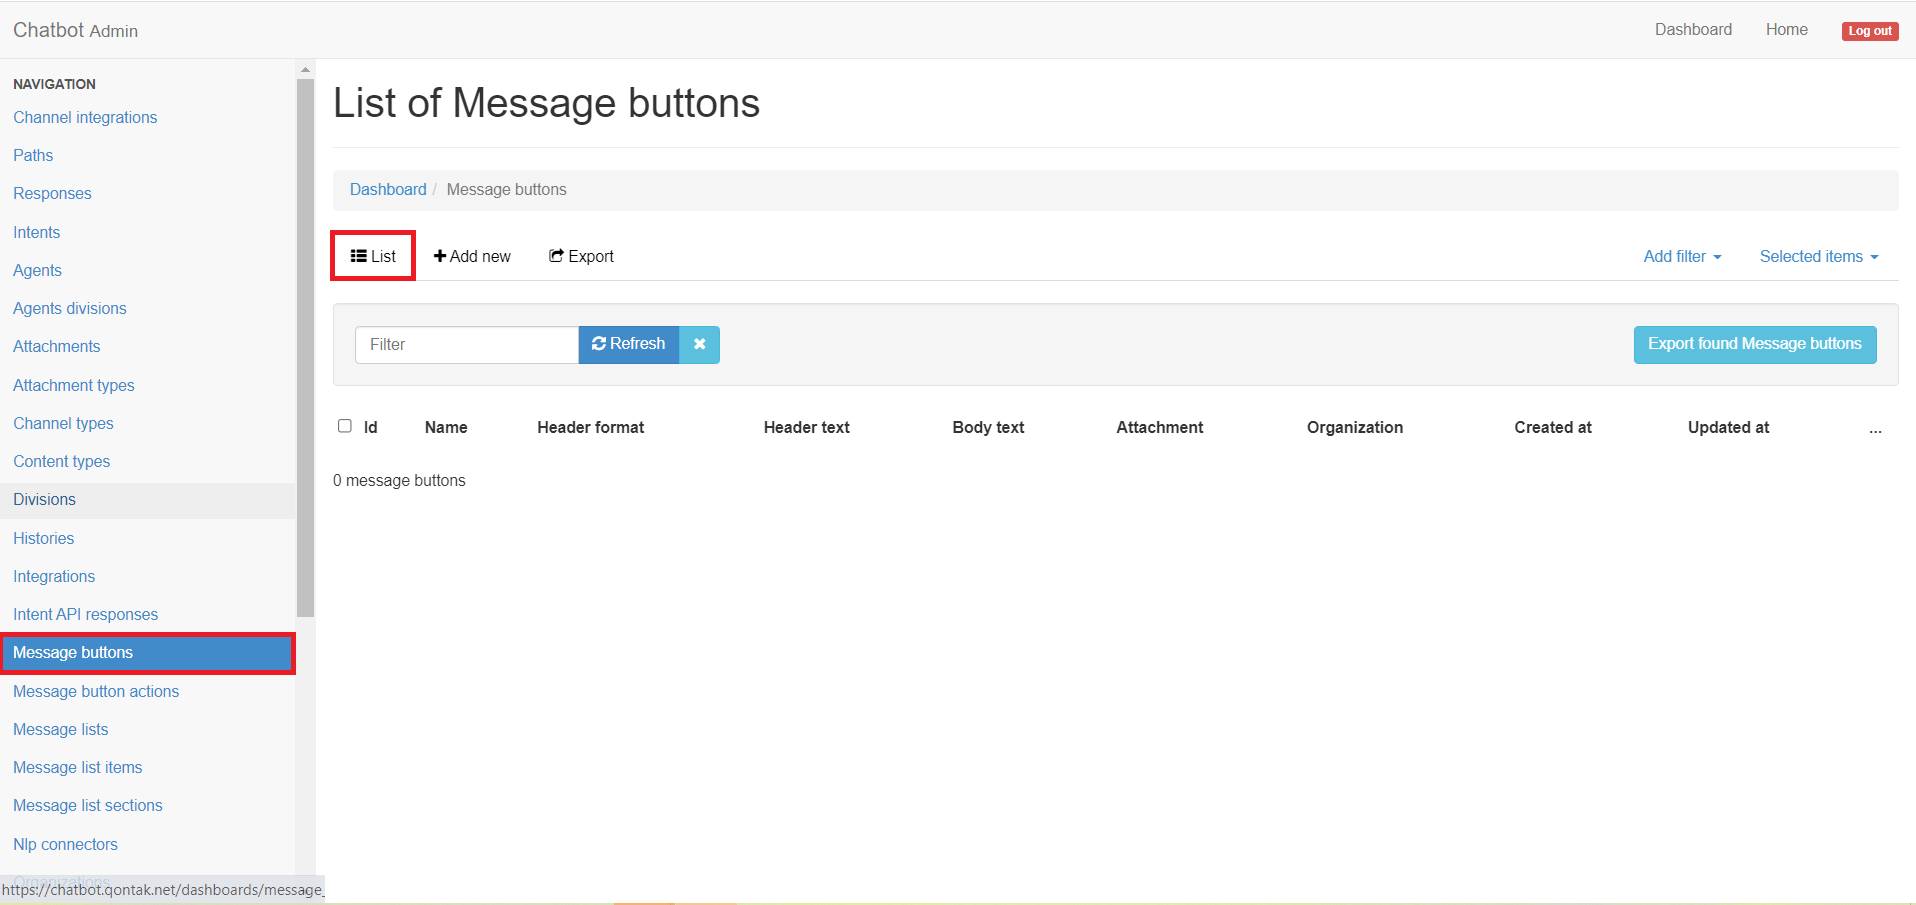 Chatbot Admin
Dashboard Home Log out
NAVIGATION
Channel integrations
Paths
Responses
Intents
Agents
Agents divisions
Attachments
Attachment types
Channel types
Content types
Divisions
Histories
Integrations
Intent API responses
Message buttons
Message button actions
Message lists
Message list items
Message list sections
Nlp connectors
Organizations
https://chatbot.qontak.net/dashboards/message_
List of Message buttons
Dashboard / Message buttons
List Add new Export Add filter Selected items
Filter Refresh Export found Message buttons
Id Name Header format Header text Body text Attachment Organization Created at Updated at ...
0 message buttons